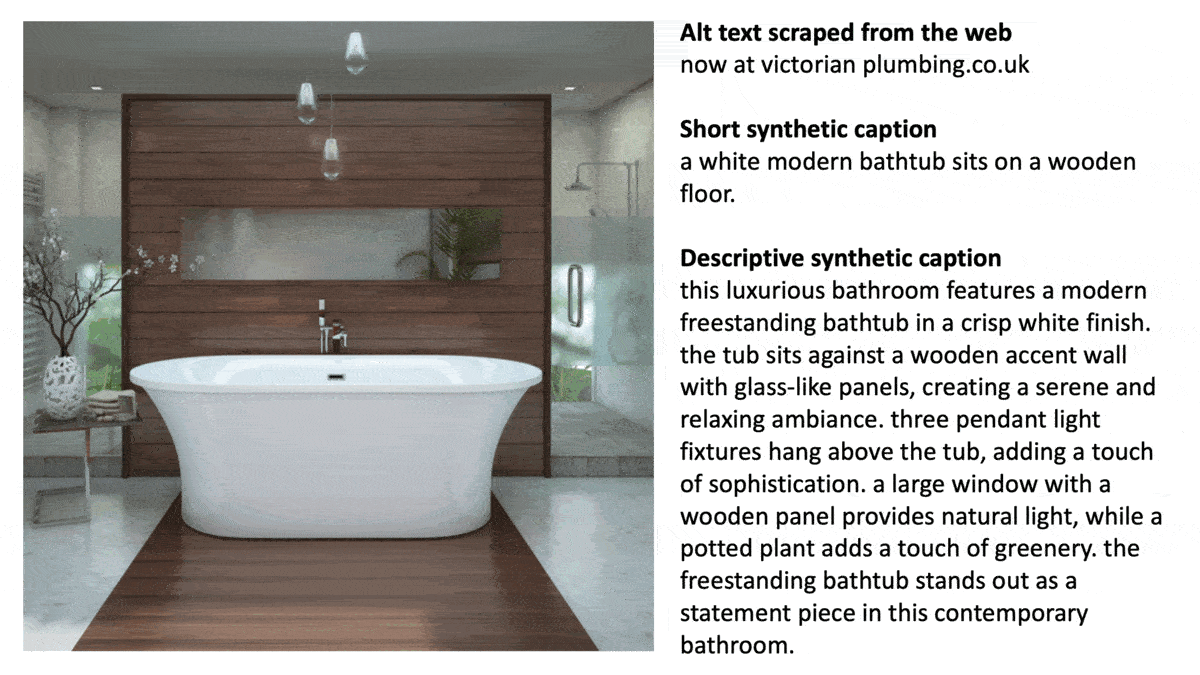 Alt text scraped from the web
now at victorian plumbing.co.uk
Short synthetic caption
a white modern bathtub sits on a wooden
floor.
Descriptive synthetic caption
this luxurious bathroom features a modern
freestanding bathtub in a crisp white finish.
the tub sits against a wooden accent wall
with glass-like panels, creating a serene and
relaxing ambiance. three pendant light
fixtures hang above the tub, adding a touch
of sophistication. a large window with a
wooden panel provides natural light, while a
potted plant adds a touch of greenery. the
freestanding bathtub stands out as a
statement piece in this contemporary
bathroom.